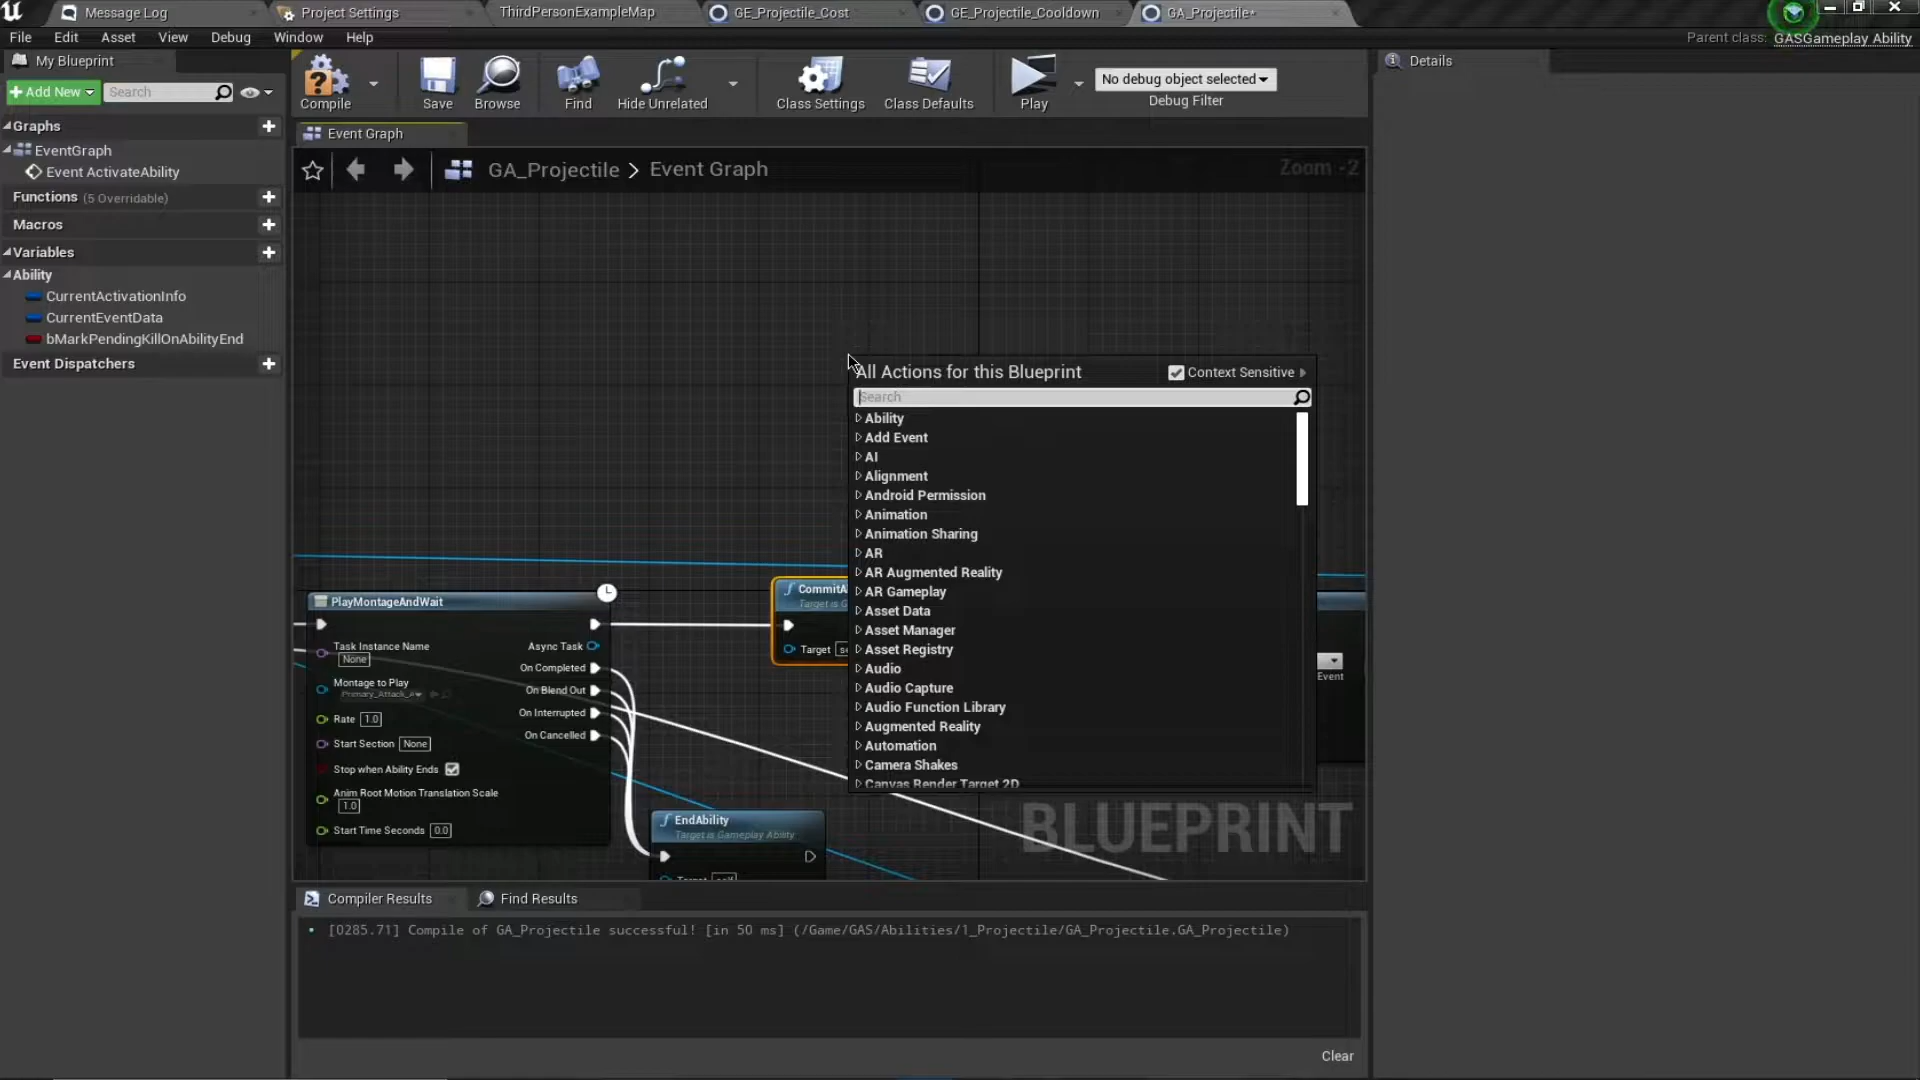 Message Log
Project Settings
ThirdPersonExampleMap
GE_Projectile_Cost
GE_Projectile_Cooldown
GA_Projectile*
File Edit Asset View Debug Window Help
Parent class: GASGameplay Ability
My Blueprint
Add New
Search
Compile
Save
Browse
Find
Hide Unrelated
Class Settings
Class Defaults
Play
No debug object selected
Debug Filter
Details
Graphs
EventGraph
Event ActivateAbility
Functions (5 Overridable)
Macros
Variables
Ability
CurrentActivationInfo
CurrentEventData
bMarkPendingKillOnAbilityEnd
Event Dispatchers
Event Graph
GA_Projectile > Event Graph
Zoom -2
All Actions for this Blueprint
Context Sensitive
Search
Ability
Add Event
AI
Alignment
Android Permission
Animation
Animation Sharing
AR
AR Augmented Reality
AR Gameplay
Asset Data
Asset Manager
Asset Registry
Audio
Audio Capture
Audio Function Library
Augmented Reality
Automation
Camera Shakes
Canvas Render Target 2D
PlayMontageAndWait
Task Instance Name
None
Async Task
On Completed
Montage to Play
Primary_Attack_A
On Blend Out
On Interrupted
Rate 1.0
On Cancelled
Start Section None
Stop when Ability Ends
Anim Root Motion Translation Scale
1.0
Start Time Seconds 0.0
CommitA
Target is G
Target se
Event
EndAbility
Target is Gameplay Ability
Target self
BLUEPRINT
Compiler Results
Find Results
[0285.71] Compile of GA_Projectile successful! [in 50 ms] (/Game/GAS/Abilities/1_Projectile/GA_Projectile.GA_Projectile)
Clear